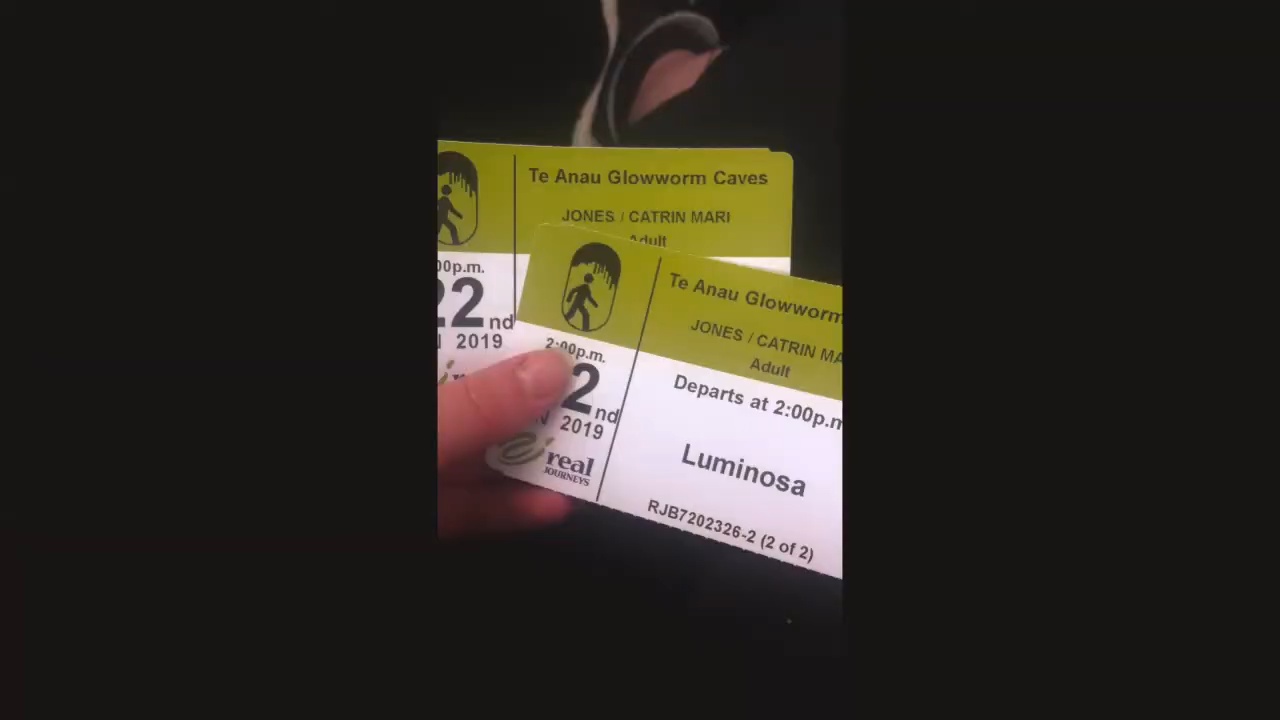 Te Anau Glowworm Caves
JONES / CATRIN MARI
Adult
00p.m.
22nd
2019
Te Anau Glowworm
JONES / CATRIN MA
Adult
2:00p.m.
2nd
N 2019
real
JOURNEYS
Departs at 2:00p.m
Luminosa
RJB7202326-2 (2 of 2)